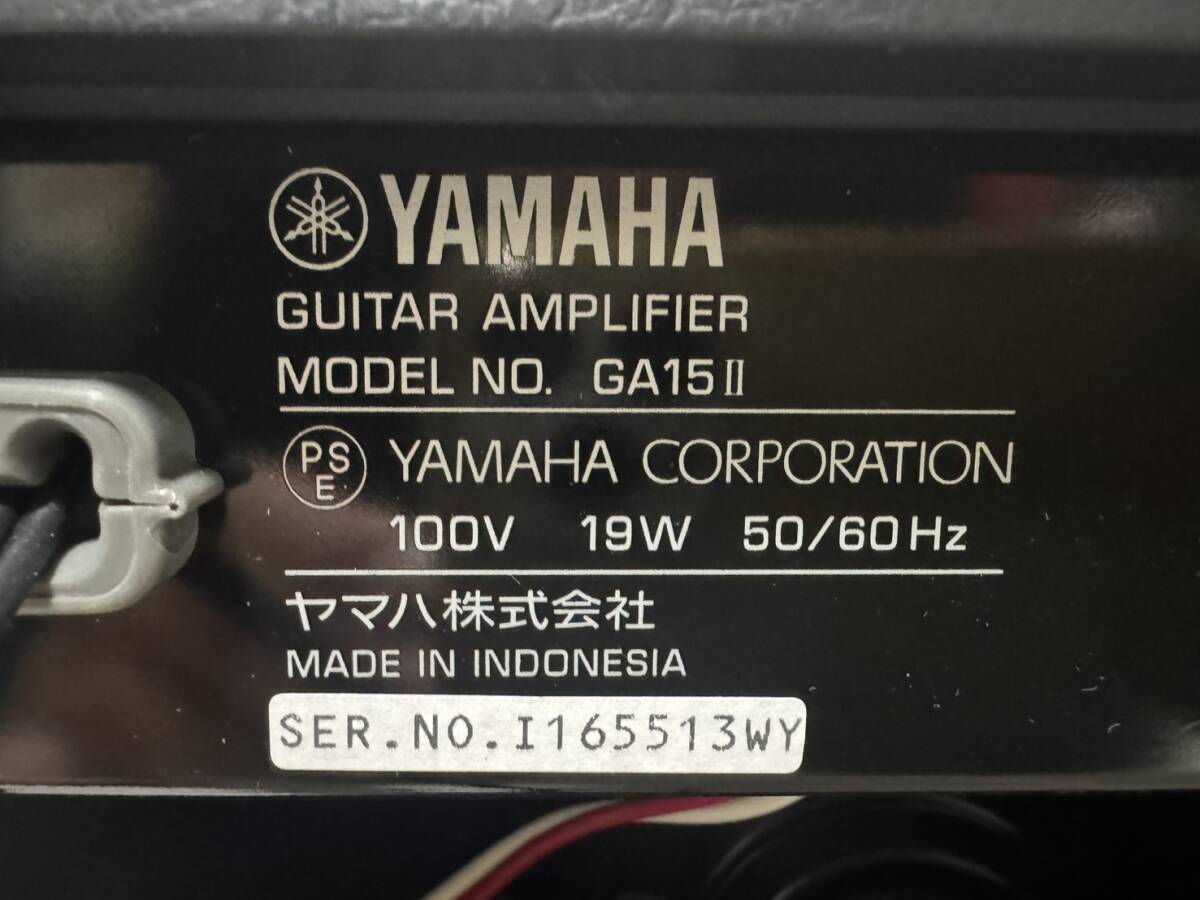 YAMAHA
GUITAR AMPLIFIER
MODEL NO. GA15Ⅱ
PSE YAMAHA CORPORATION
100V 19W 50/60Hz
ヤマハ株式会社
MADE IN INDONESIA
SER.NO.I165513WY